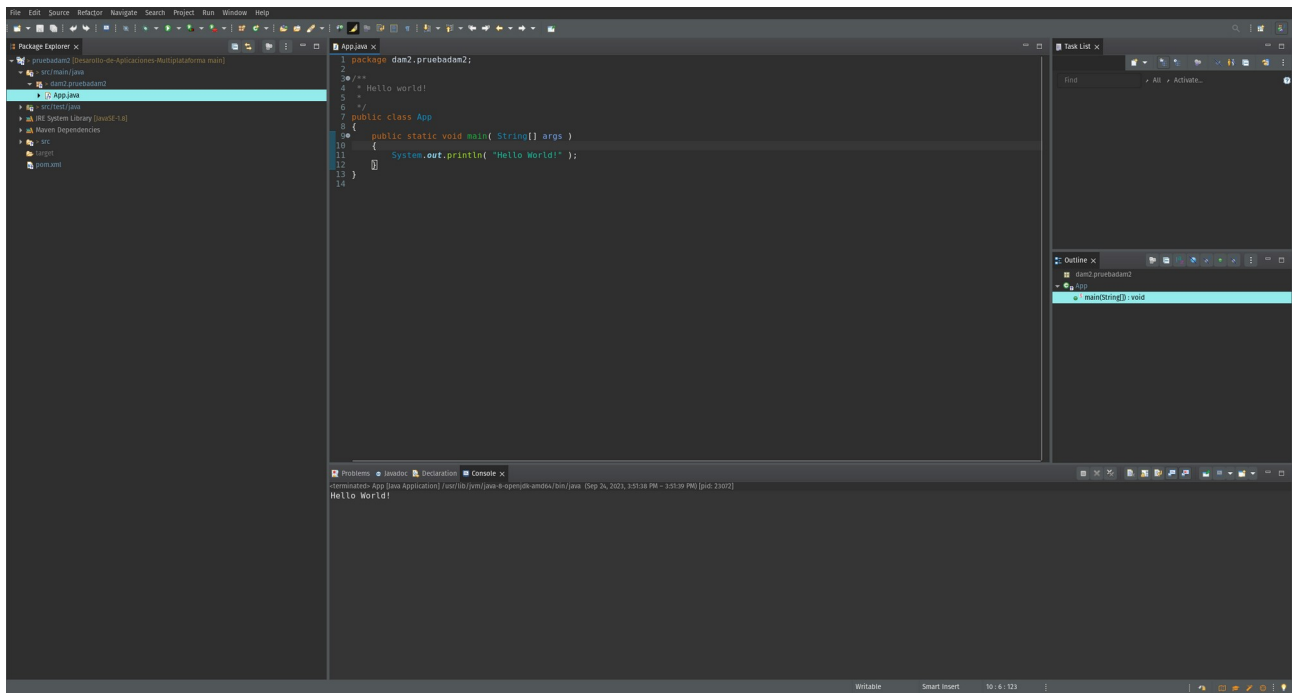 File Edit Source Refactor Navigate Search Project Run Window Help
Package Explorer
> pruebadam2 [Desarollo-de-Aplicaciones-Multiplataforma main]
> src/main/java
> dam2.pruebadam2
> App.java
> src/test/java
JRE System Library [JavaSE-1.8]
Maven Dependencies
> src
target
pom.xml
App.java
1 package dam2.pruebadam2;
2
3 /**
4 * Hello world!
5 *
6 */
7 public class App
8 {
9 public static void main( String[] args )
10 {
11 System.out.println( "Hello World!" );
12 }
13 }
14
Task List
Find
All
Activate...
Outline
dam2.pruebadam2
App
main(String[]) : void
Problems Javadoc Declaration Console
<terminated> App [Java Application] /usr/lib/jvm/java-8-openjdk-amd64/bin/java (Sep 24, 2023, 3:51:38 PM – 3:51:39 PM) [pid: 23072]
Hello World!
Writable Smart Insert 10 : 6 : 123